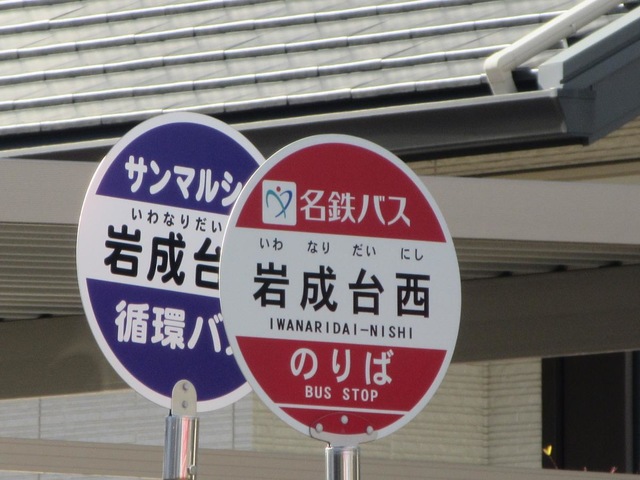 サンマルシ
いわなりだい
岩成台
循環バ
名鉄バス
いわ なり だい にし
岩成台西
IWANARIDAI-NISHI
のりば
BUS STOP